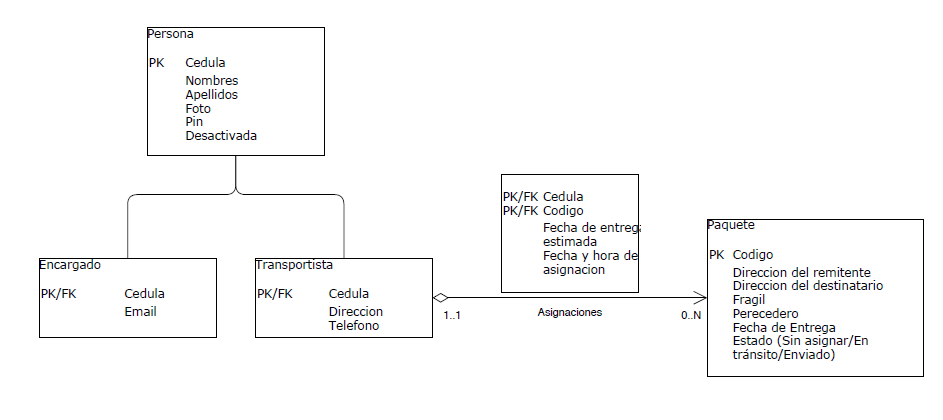 Persona
PK Cedula
Nombres
Apellidos
Foto
Pin
Desactivada
Encargado
PK/FK Cedula
Email
Transportista
PK/FK Cedula
Direccion
Telefono
PK/FK Cedula
PK/FK Codigo
Fecha de entrega
estimada
Fecha y hora de
asignacion
1..1
Asignaciones
0..N
Paquete
PK Codigo
Direccion del remitente
Direccion del destinatario
Fragil
Perecedero
Fecha de Entrega
Estado (Sin asignar/En
tránsito/Enviado)